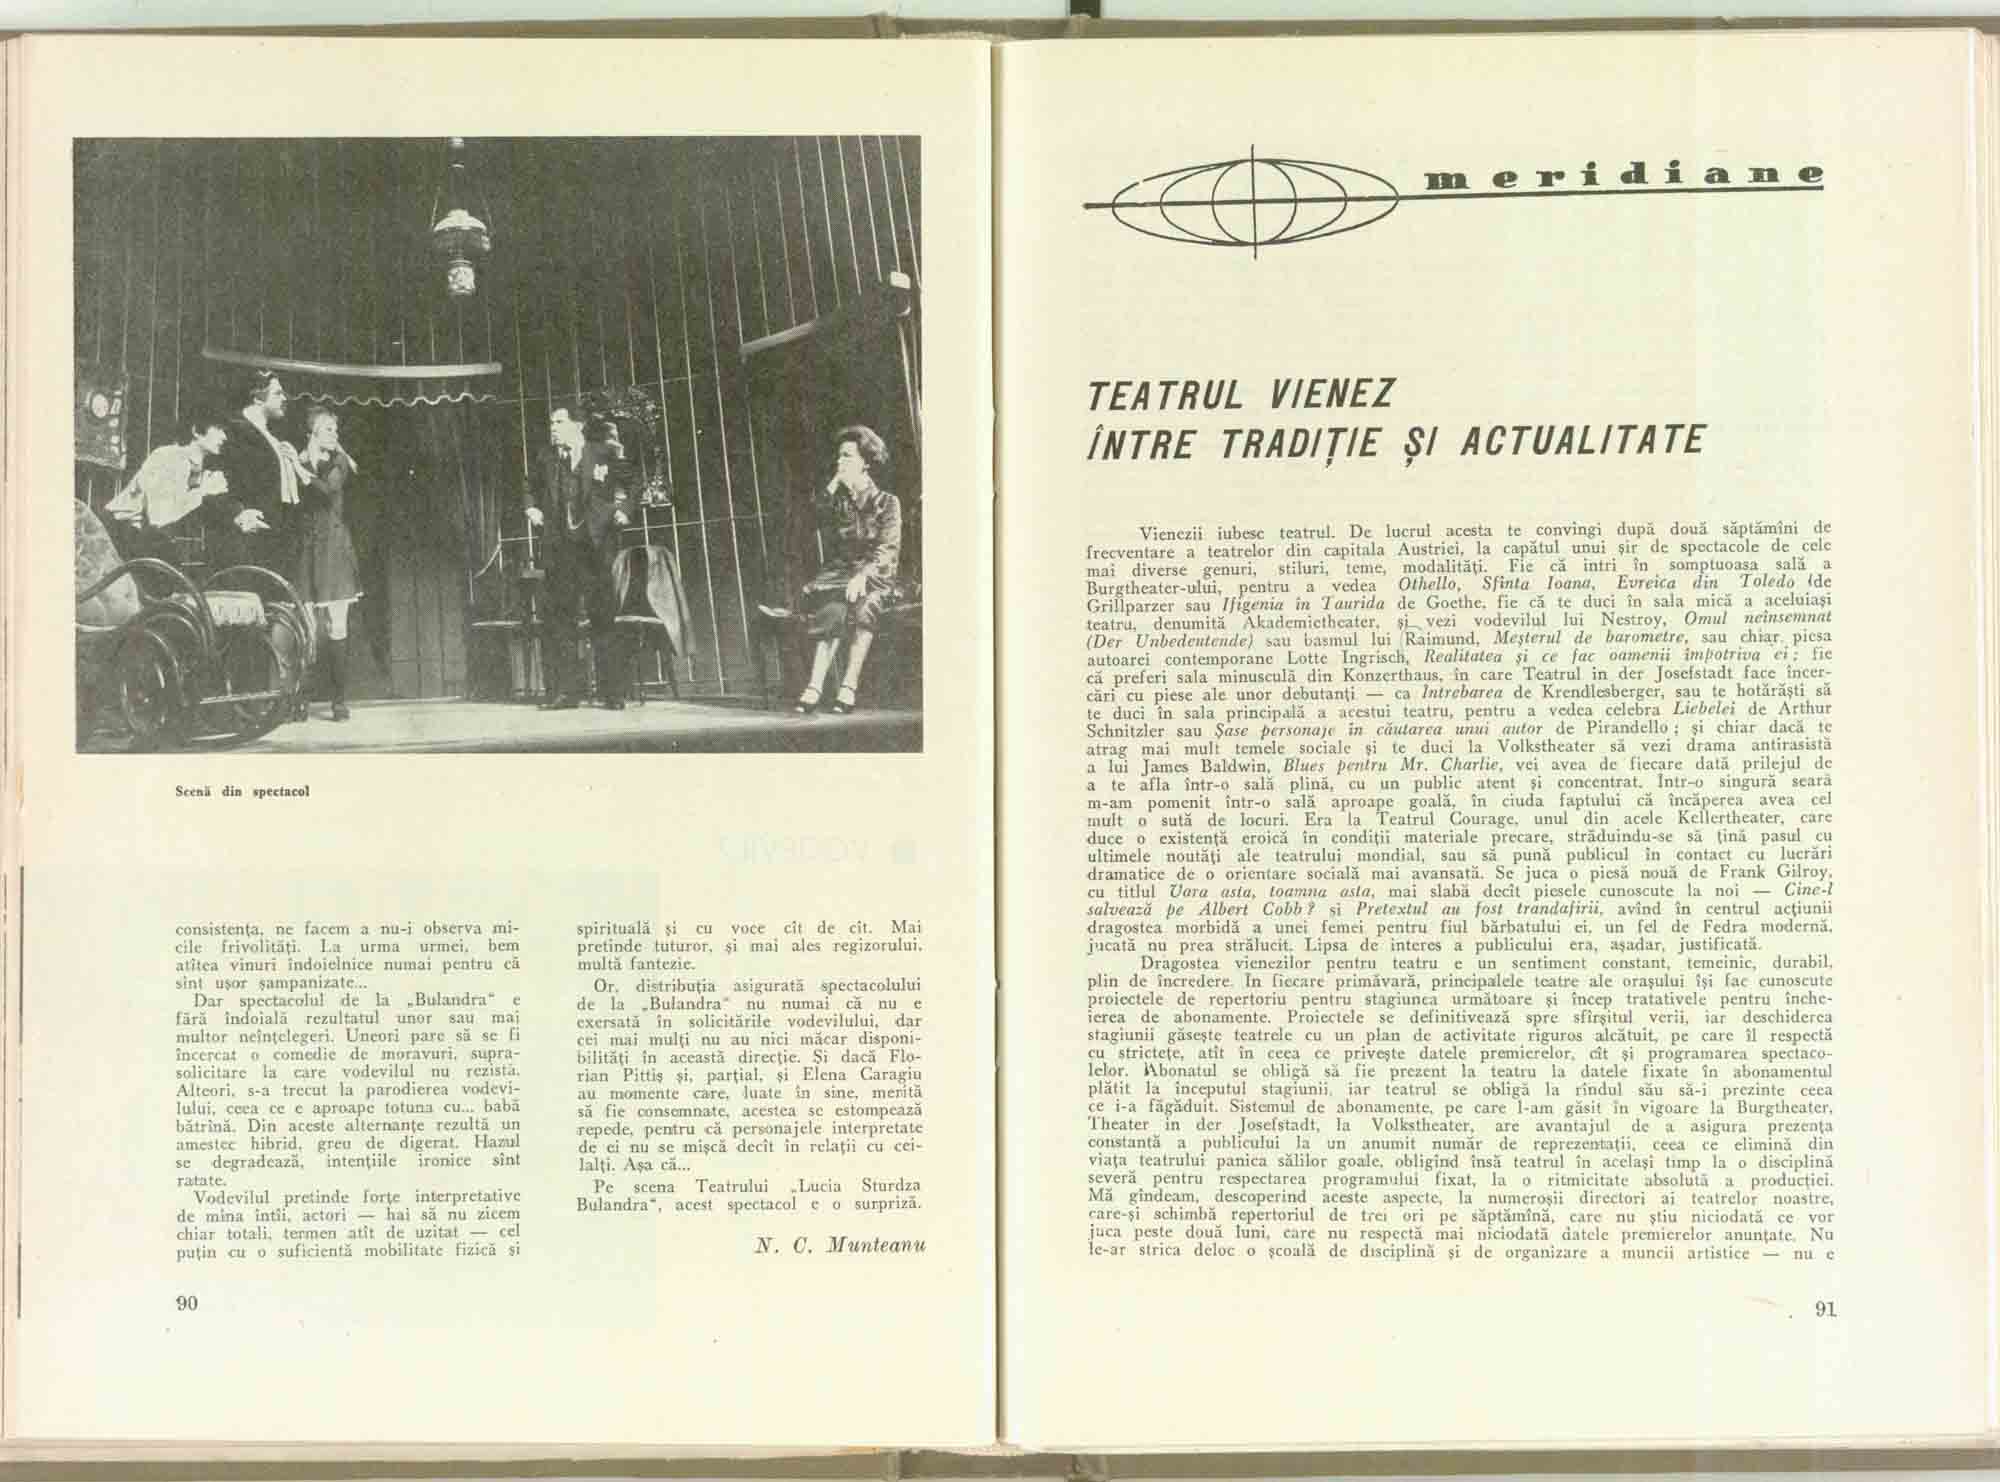 Scenă din spectacol
consistența, ne facem a nu-i observa mi-
cile frivolități. La urma urmei, bem
atîtea vinuri îndoielnice numai pentru că
sînt ușor șampanizate...
Dar spectacolul de la „Bulandra“ e
fără îndoială rezultatul unor sau mai
multor neînțelegeri. Uneori pare să se fi
încercat o comedie de moravuri, supra-
solicitare la care vodevilul nu rezistă.
Alteori, s-a trecut la parodierea vodevi-
lului, ceea ce e aproape totuna cu... babă
bătrînă. Din aceste alternanțe rezultă un
amestec hibrid, greu de digerat. Hazul
se degradează, intențiile ironice sînt
ratate.
Vodevilul pretinde forțe interpretative
de mîna întîi, actori — hai să nu zicem
chiar totali, termen atît de uzitat — cel
puțin cu o suficientă mobilitate fizică și
spirituală și cu voce cît de cît. Mai
pretinde tuturor, și mai ales regizorului,
multă fantezie.
Or, distribuția asigurată spectacolului
de la „Bulandra“ nu numai că nu e
exersată în solicitările vodevilului, dar
cei mai mulți nu au nici măcar disponi-
bilități în această direcție. Și dacă Flo-
rian Pittiș și, parțial, și Elena Caragiu
au momente care, luate în sine, merită
să fie consemnate, acestea se estompează
repede, pentru că personajele interpretate
de ei nu se mișcă decît în relații cu cei-
lalți. Așa că...
Pe scena Teatrului „Lucia Sturdza
Bulandra“, acest spectacol e o surpriză.
N. C. Munteanu
90
meridiane
TEATRUL VIENEZ
ÎNTRE TRADIȚIE ȘI ACTUALITATE
Vienezii iubesc teatrul. De lucrul acesta te convingi după două săptămîni de
frecventare a teatrelor din capitala Austriei, la capătul unui șir de spectacole de cele
mai diverse genuri, stiluri, teme, modalități. Fie că intri în somptuoasa sală a
Burgtheater-ului, pentru a vedea Othello, Sfînta Ioana, Evreica din Toledo (de
Grillparzer sau Ifigenia în Taurida de Goethe, fie că te duci în sala mică a aceluiași
teatru, denumită Akademietheater, și vezi vodevilul lui Nestroy, Omul neînsemnat
(Der Unbedeutende) sau basmul lui Raimund, Meșterul de barometre, sau chiar piesa
autoarei contemporane Lotte Ingrisch, Realitatea și ce fac oamenii împotriva ei ; fie
că preferi sala minusculă din Konzerthaus, în care Teatrul in der Josefstadt face încer-
cări cu piese ale unor debutanți — ca Intrebarea de Krendlesberger, sau te hotărăști să
te duci în sala principală a acestui teatru, pentru a vedea celebra Liebelei de Arthur
Schnitzler sau Șase personaje în căutarea unui autor de Pirandello ; și chiar dacă te
atrag mai mult temele sociale și te duci la Volkstheater să vezi drama antirasistă
a lui James Baldwin, Blues pentru Mr. Charlie, vei avea de fiecare dată prilejul de
a te afla într-o sală plină, cu un public atent și concentrat. Intr-o singură seară
m-am pomenit într-o sală aproape goală, în ciuda faptului că încăperea avea cel
mult o sută de locuri. Era la Teatrul Courage, unul din acele Kellertheater, care
duce o existență eroică în condiții materiale precare, străduindu-se să țină pasul cu
ultimele noutăți ale teatrului mondial, sau să pună publicul în contact cu lucrări
dramatice de o orientare socială mai avansată. Se juca o piesă nouă de Frank Gilroy,
cu titlul Vara asta, toamna asta, mai slabă decît piesele cunoscute la noi — Cine-l
salvează pe Albert Cobb ? și Pretextul au fost trandafirii, avînd în centrul acțiunii
dragostea morbidă a unei femei pentru fiul bărbatului ei, un fel de Fedra modernă,
jucată nu prea strălucit. Lipsa de interes a publicului era, așadar, justificată.
Dragostea vienezilor pentru teatru e un sentiment constant, temeinic, durabil,
plin de încredere. In fiecare primăvară, principalele teatre ale orașului își fac cunoscute
proiectele de repertoriu pentru stagiunea următoare și încep tratativele pentru înche-
ierea de abonamente. Proiectele se definitivează spre sfîrșitul verii, iar deschiderea
stagiunii găsește teatrele cu un plan de activitate riguros alcătuit, pe care îl respectă
cu strictețe, atît în ceea ce privește datele premierelor, cît și programarea spectaco-
lelor. Abonatul se obligă să fie prezent la teatru la datele fixate în abonamentul
plătit la începutul stagiunii, iar teatrul se obligă la rîndul său să-i prezinte ceea
ce i-a făgăduit. Sistemul de abonamente, pe care l-am găsit în vigoare la Burgtheater,
Theater in der Josefstadt, la Volkstheater, are avantajul de a asigura prezența
constantă a publicului la un anumit număr de reprezentații, ceea ce elimină din
viața teatrului panica sălilor goale, obligînd însă teatrul în același timp la o disciplină
severă pentru respectarea programului fixat, la o ritmicitate absolută a producției.
Mă gîndeam, descoperind aceste aspecte, la numeroșii directori ai teatrelor noastre,
care-și schimbă repertoriul de trei ori pe săptămînă, care nu știu niciodată ce vor
juca peste două luni, care nu respectă mai niciodată datele premierelor anunțate. Nu
le-ar strica deloc o școală de disciplină și de organizare a muncii artistice — nu e
91